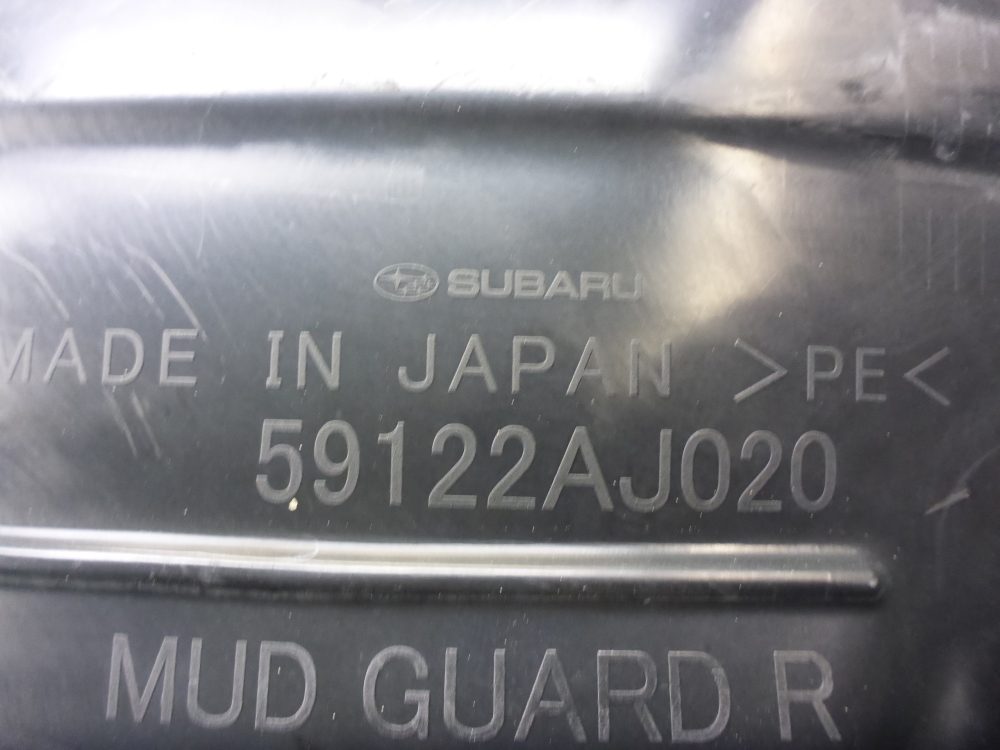 SUBARU
MADE IN JAPAN >PE<
59122AJ020
MUD GUARD R